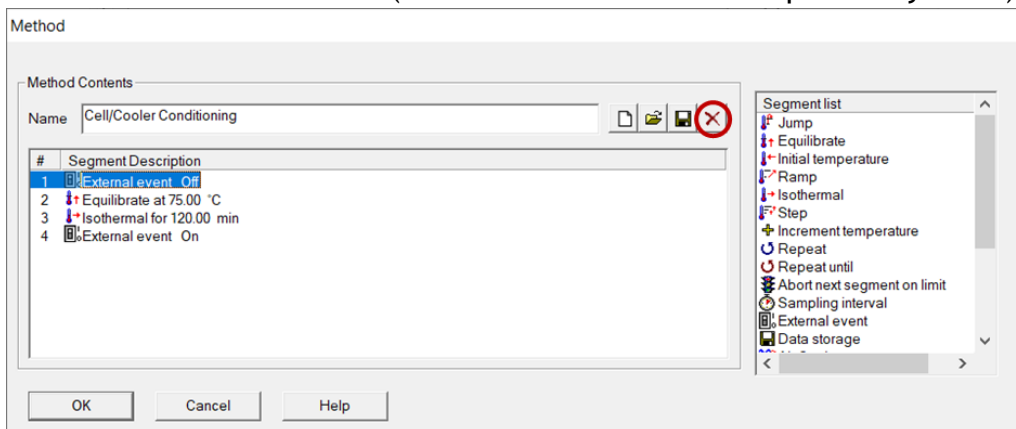 Method
Method Contents
Name Cell/Cooler Conditioning
# Segment Description
1 External event Off
2 Equilibrate at 75.00 °C
3 Isothermal for 120.00 min
4 External event On
Segment list
Jump
Equilibrate
Initial temperature
Ramp
Isothermal
Step
Increment temperature
Repeat
Repeat until
Abort next segment on limit
Sampling interval
External event
Data storage
OK Cancel Help